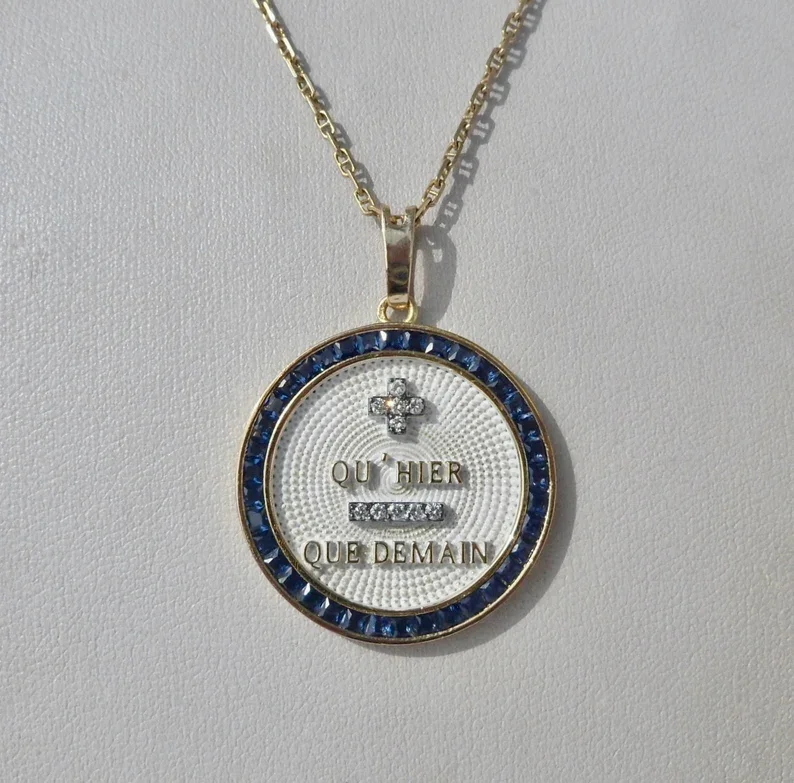 +
QU'HIER
-
QUE DEMAIN